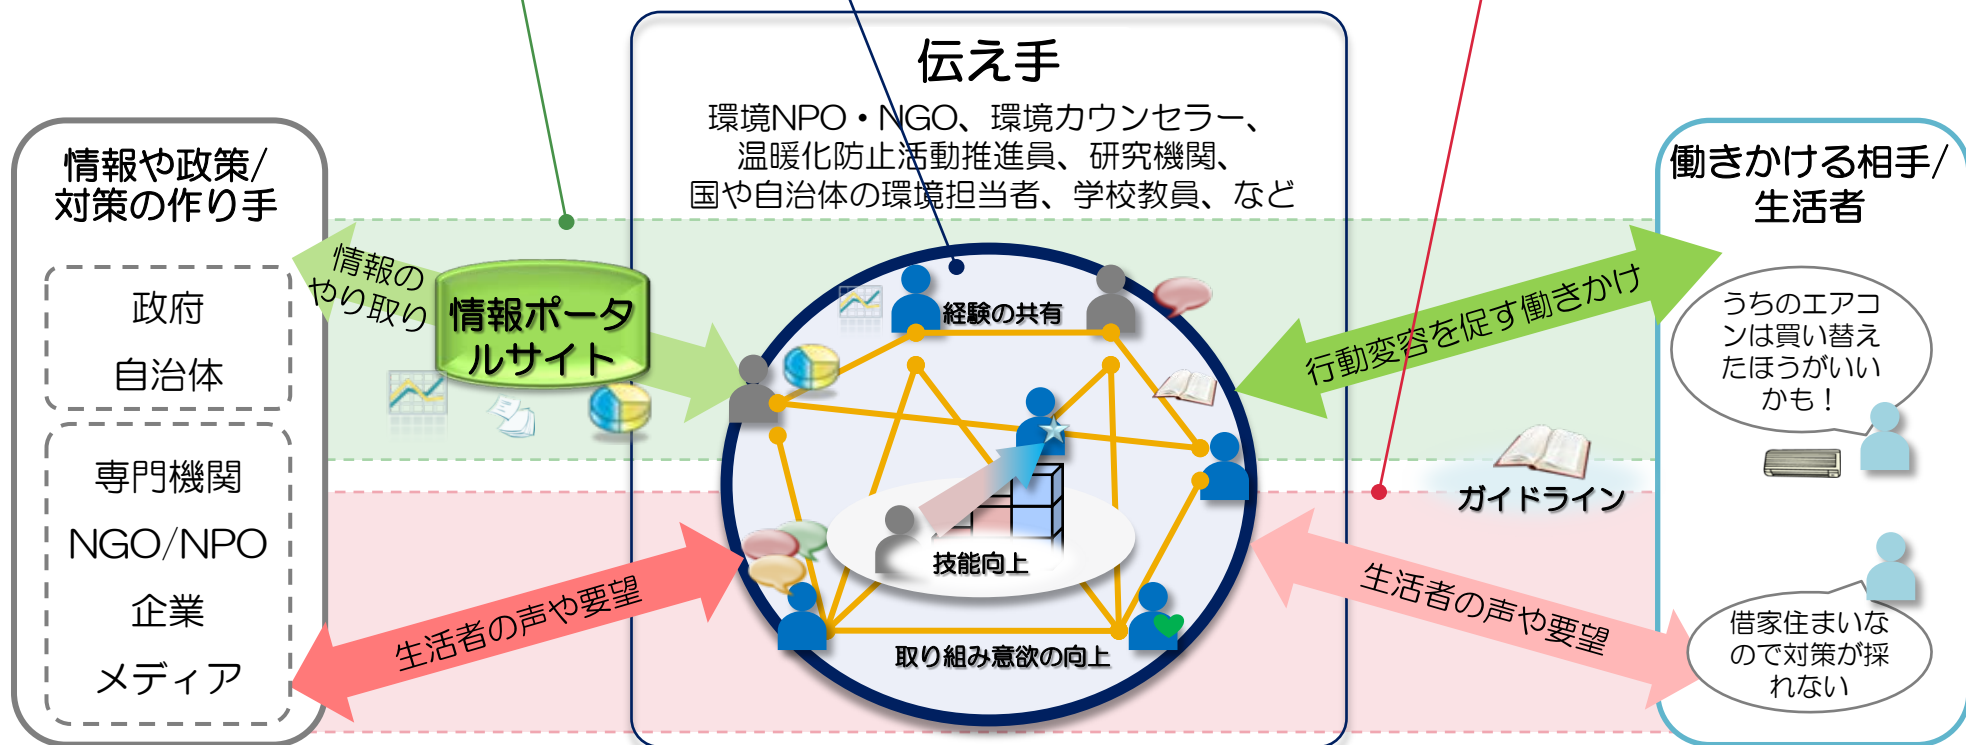 伝え手
環境NPO・NGO、環境カウンセラー、
温暖化防止活動推進員、研究機関、
国や自治体の環境担当者、学校教員、など
情報や政策/
対策の作り手
政府
自治体
専門機関
NGO/NPO
企業
メディア
情報の
やり取り
情報ポータ
ルサイト
経験の共有
技能向上
取り組み意欲の向上
生活者の声や要望
行動変容を促す働きかけ
ガイドライン
生活者の声や要望
働きかける相手/
生活者
うちのエアコ
ンは買い替え
たほうがいい
かも！
借家住まいな
ので対策が採
れない